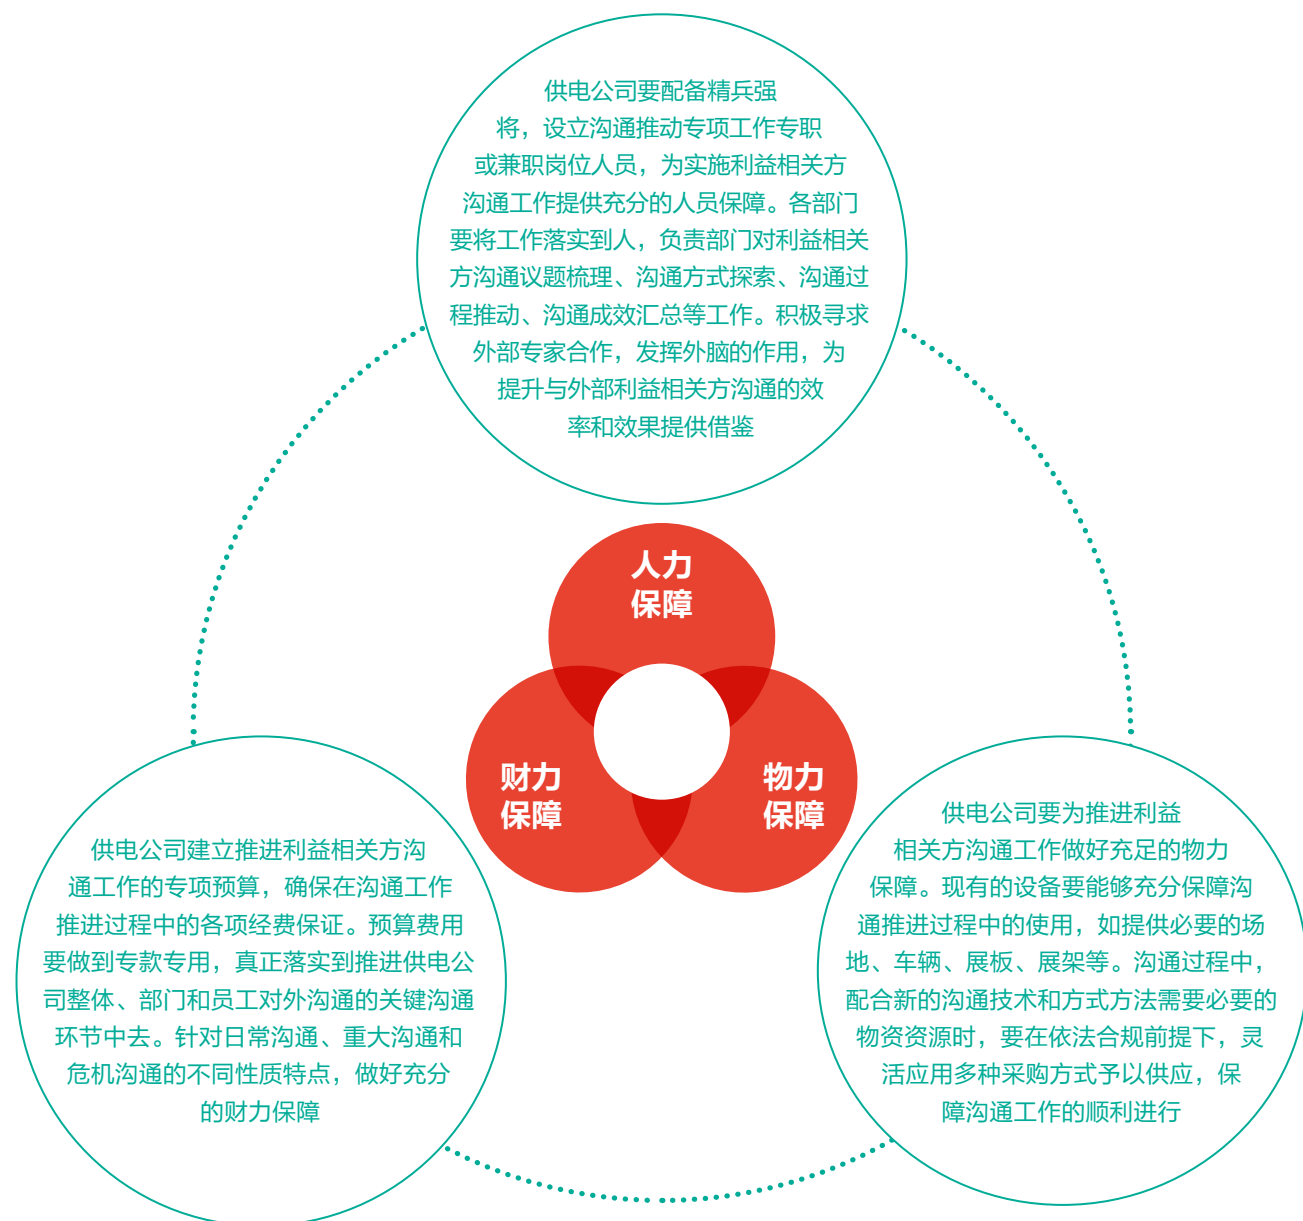 供电公司要配备精兵强
将，设立沟通推动专项工作专职
或兼职岗位人员，为实施利益相关方
沟通工作提供充分的人员保障。各部门
要将工作落实到人，负责部门对利益相关
方沟通议题梳理、沟通方式探索、沟通过
程推动、沟通成效汇总等工作。积极寻求
外部专家合作，发挥外脑的作用，为
提升与外部利益相关方沟通的效
率和效果提供借鉴
人力
保障
财力
保障
物力
保障
供电公司建立推进利益相关方沟
通工作的专项预算，确保在沟通工作
推进过程中的各项经费保证。预算费用
要做到专款专用，真正落实到推进供电公
司整体、部门和员工对外沟通的关键沟通
环节中去。针对日常沟通、重大沟通和
危机沟通的不同性质特点，做好充分
的财力保障
供电公司要为推进利益
相关方沟通工作做好充足的物力
保障。现有的设备要能够充分保障沟
通推进过程中的使用，如提供必要的场
地、车辆、展板、展架等。沟通过程中，
配合新的沟通技术和方式方法需要必要的
物资资源时，要在依法合规前提下，灵
活应用多种采购方式予以供应，保
障沟通工作的顺利进行